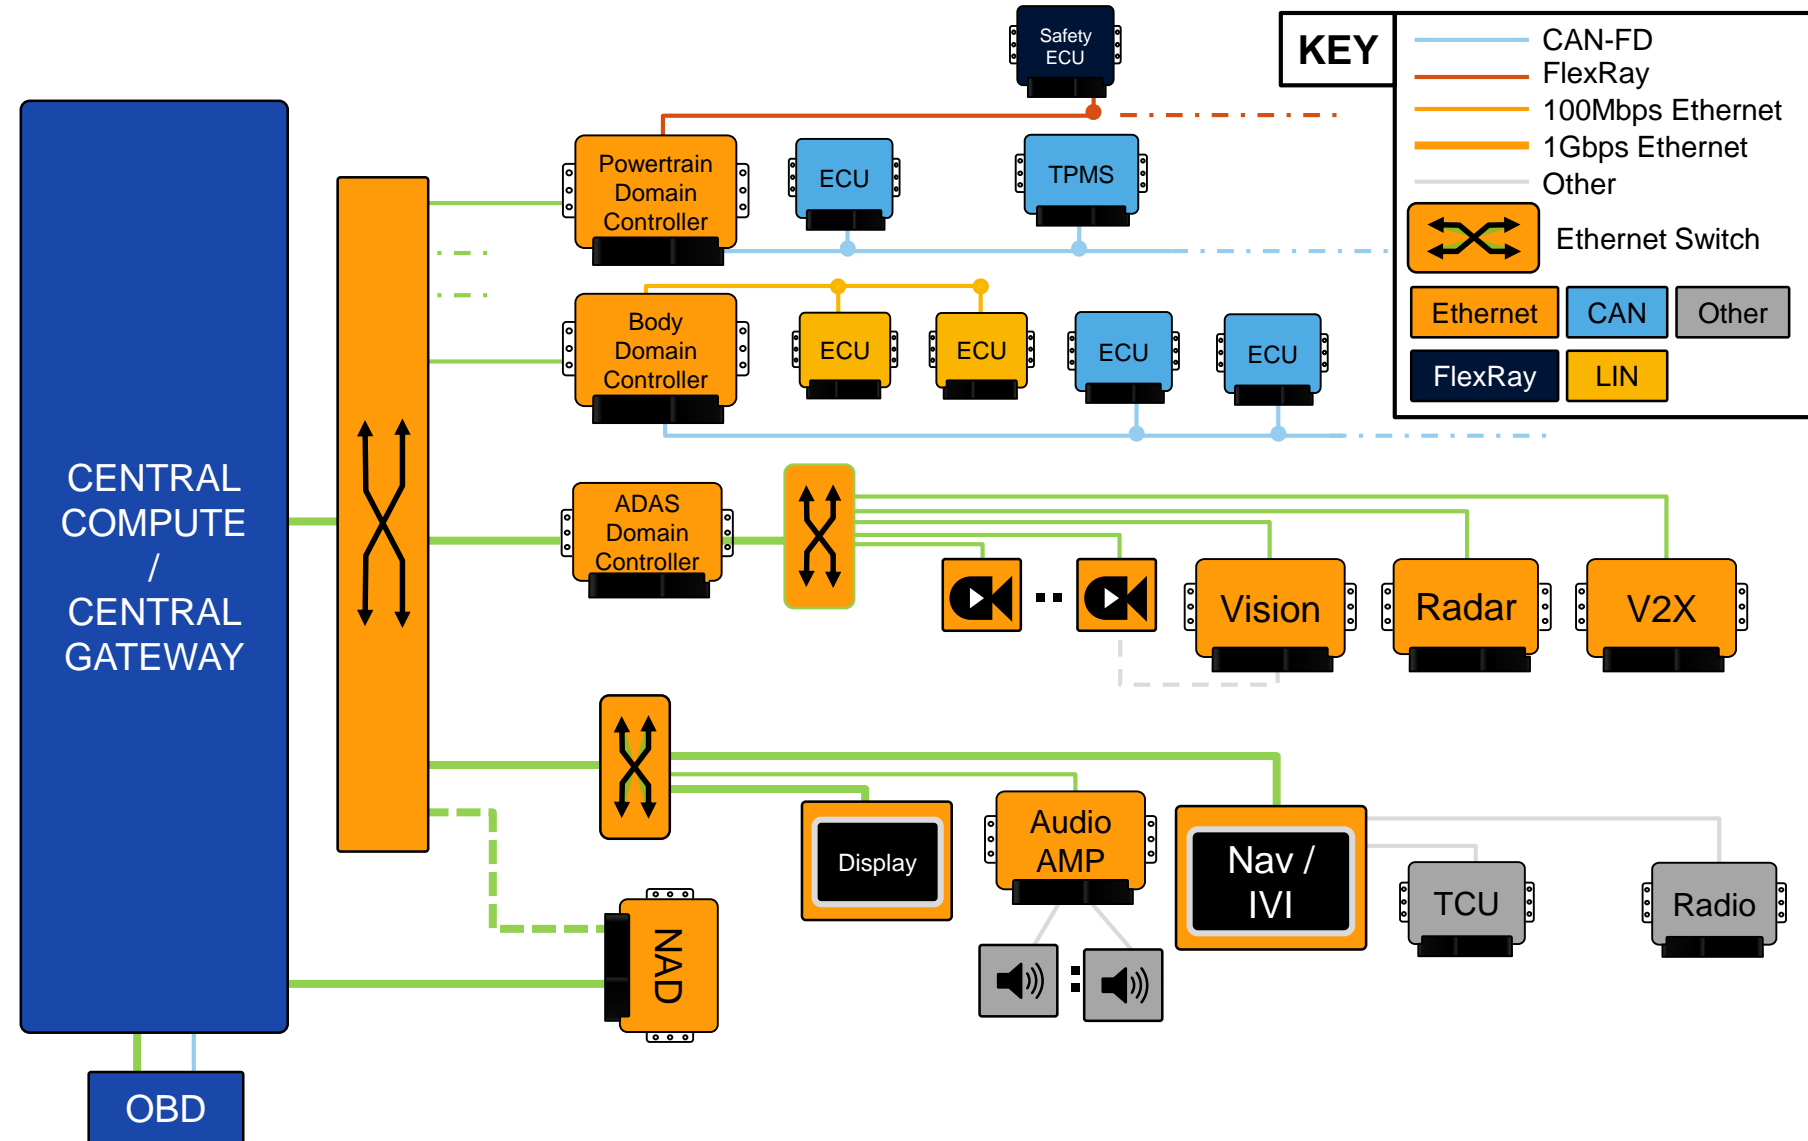 Safety
ECU
KEY
CAN-FD
FlexRay
100Mbps Ethernet
1Gbps Ethernet
Other
Ethernet Switch
Ethernet
CAN
Other
FlexRay
LIN
Powertrain
Domain
Controller
ECU
TPMS
Body
Domain
Controller
ECU
ECU
ECU
ECU
CENTRAL
COMPUTE
/
CENTRAL
GATEWAY
ADAS
Domain
Controller
Vision
Radar
V2X
Display
Audio
AMP
Nav /
IVI
TCU
Radio
NAD
OBD